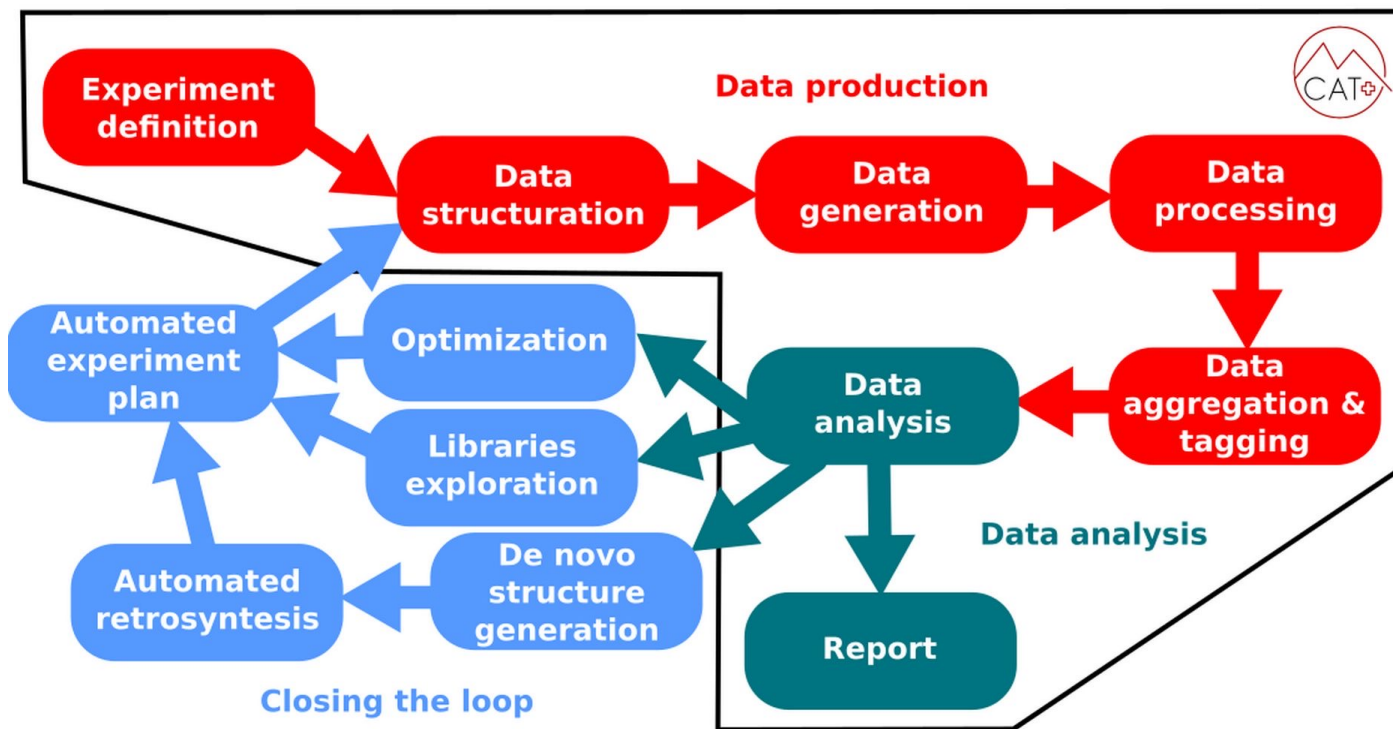 Experiment
definition
Data production
CAT+
Data
structuration
Data
generation
Data
processing
Automated
experiment
plan
Optimization
Data
analysis
Data
aggregation &
tagging
Libraries
exploration
Data analysis
Automated
retrosyntesis
De novo
structure
generation
Report
Closing the loop